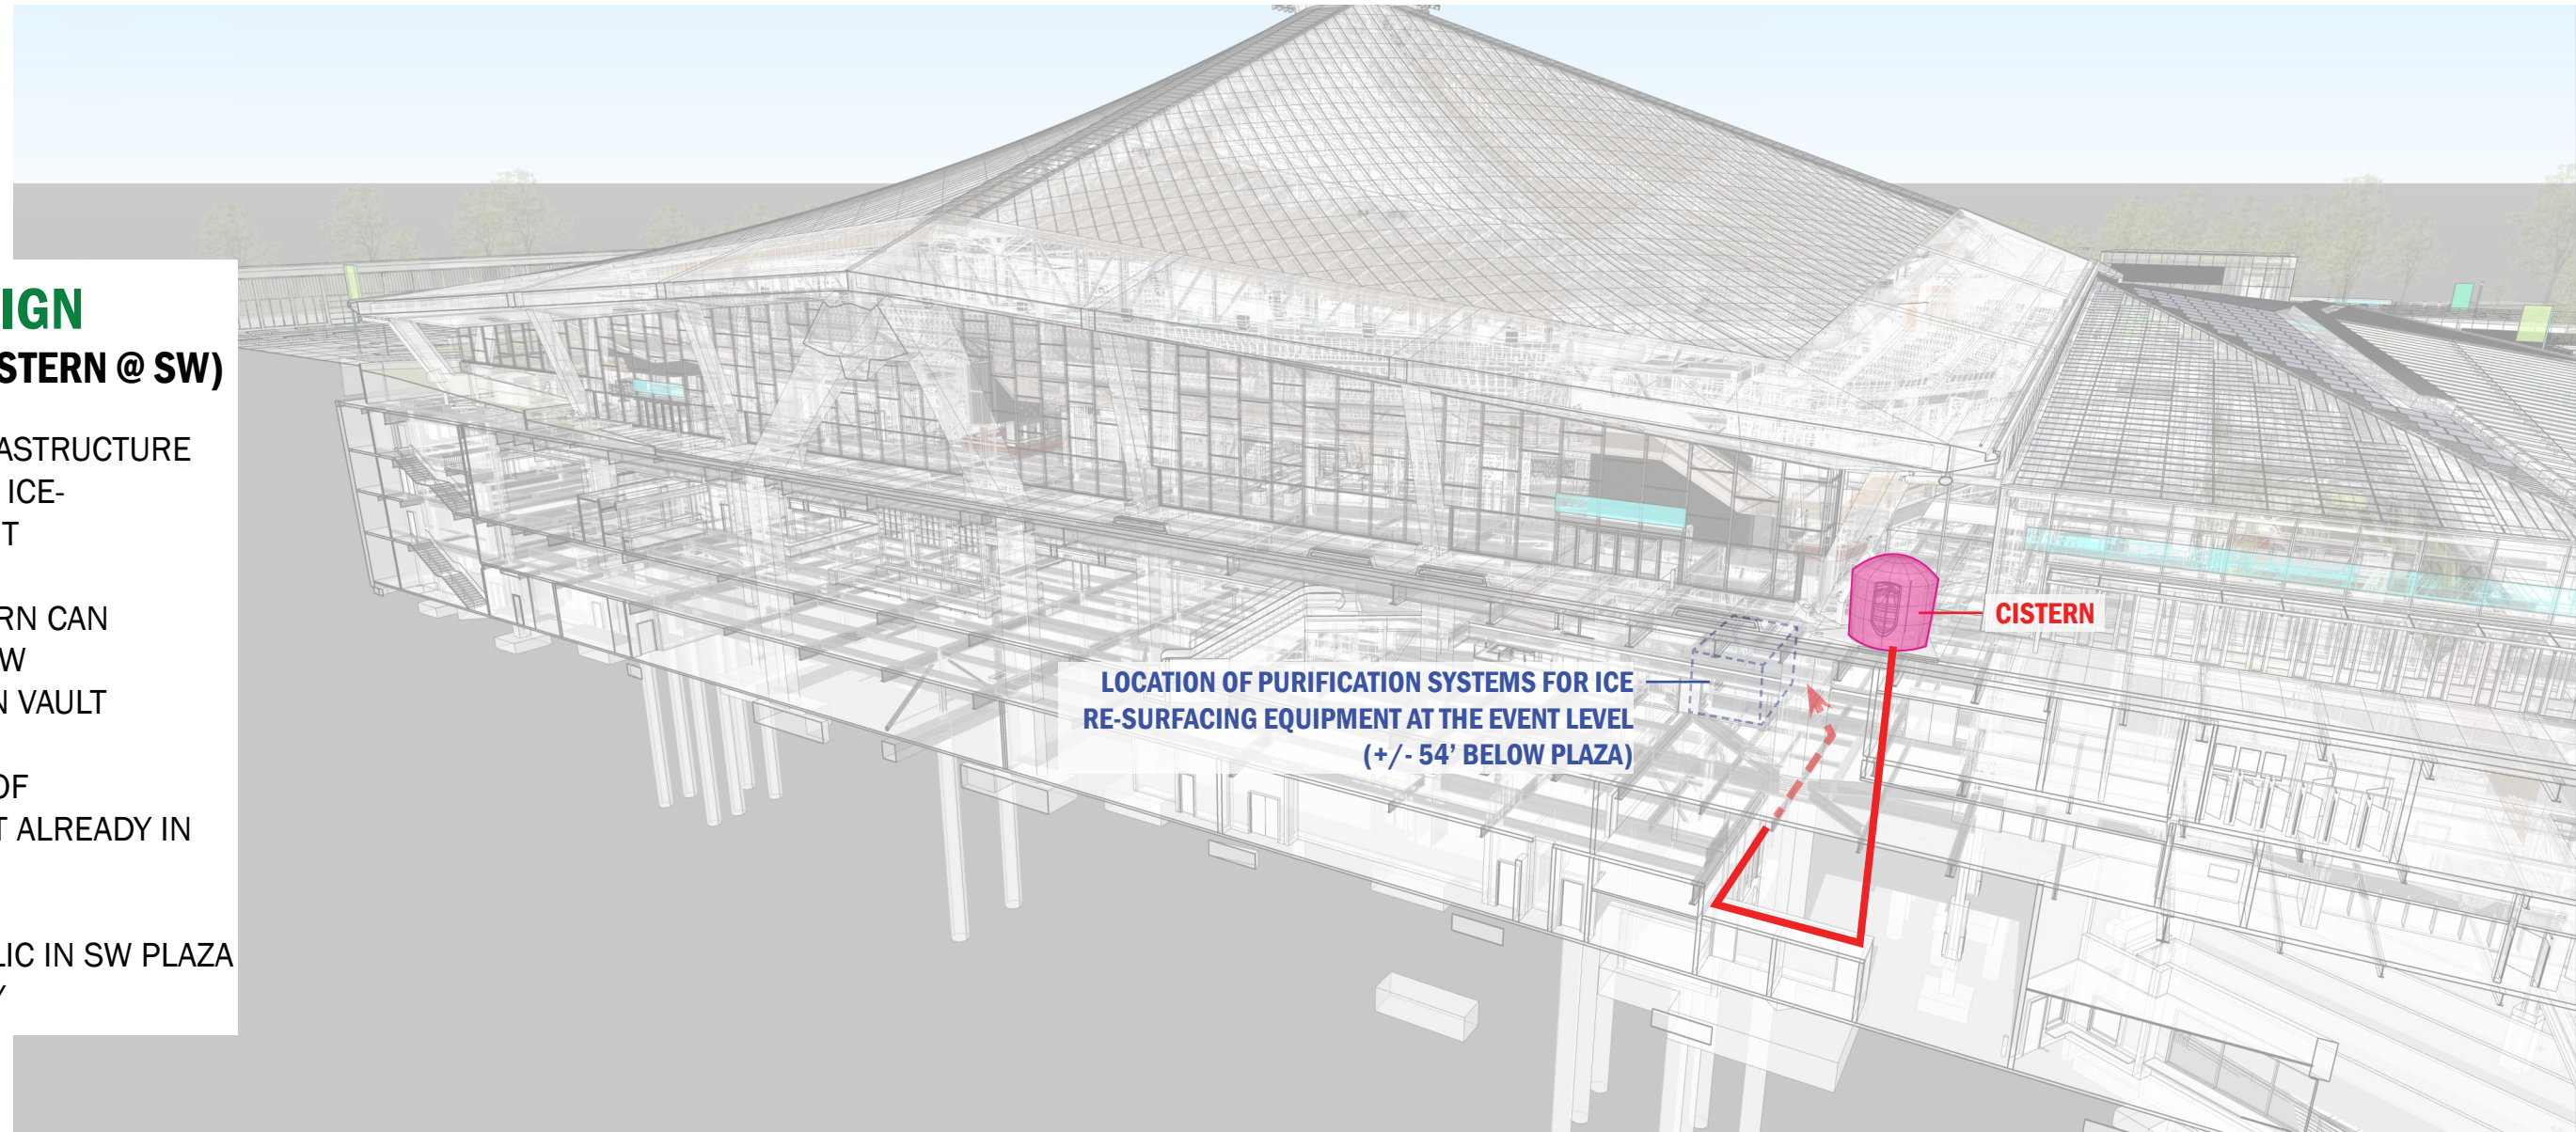 IGN
STERN @ SW)
ASTRUCTURE
ICE-
T
RN CAN
W
N VAULT
OF
T ALREADY IN
LIC IN SW PLAZA
CISTERN
LOCATION OF PURIFICATION SYSTEMS FOR ICE
RE-SURFACING EQUIPMENT AT THE EVENT LEVEL
(+/- 54’ BELOW PLAZA)